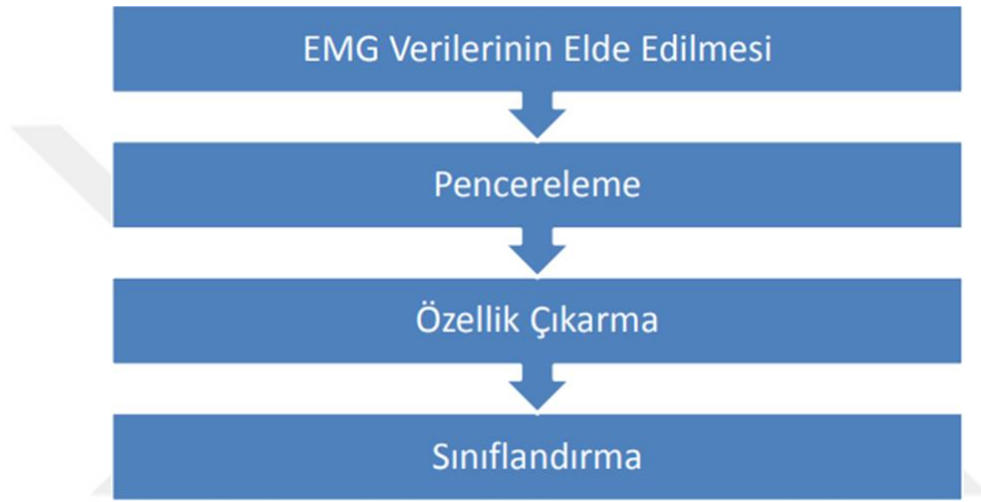 EMG Verilerinin Elde Edilmesi
Pencereleme
Özellik Çıkarma
Sınıflandırma